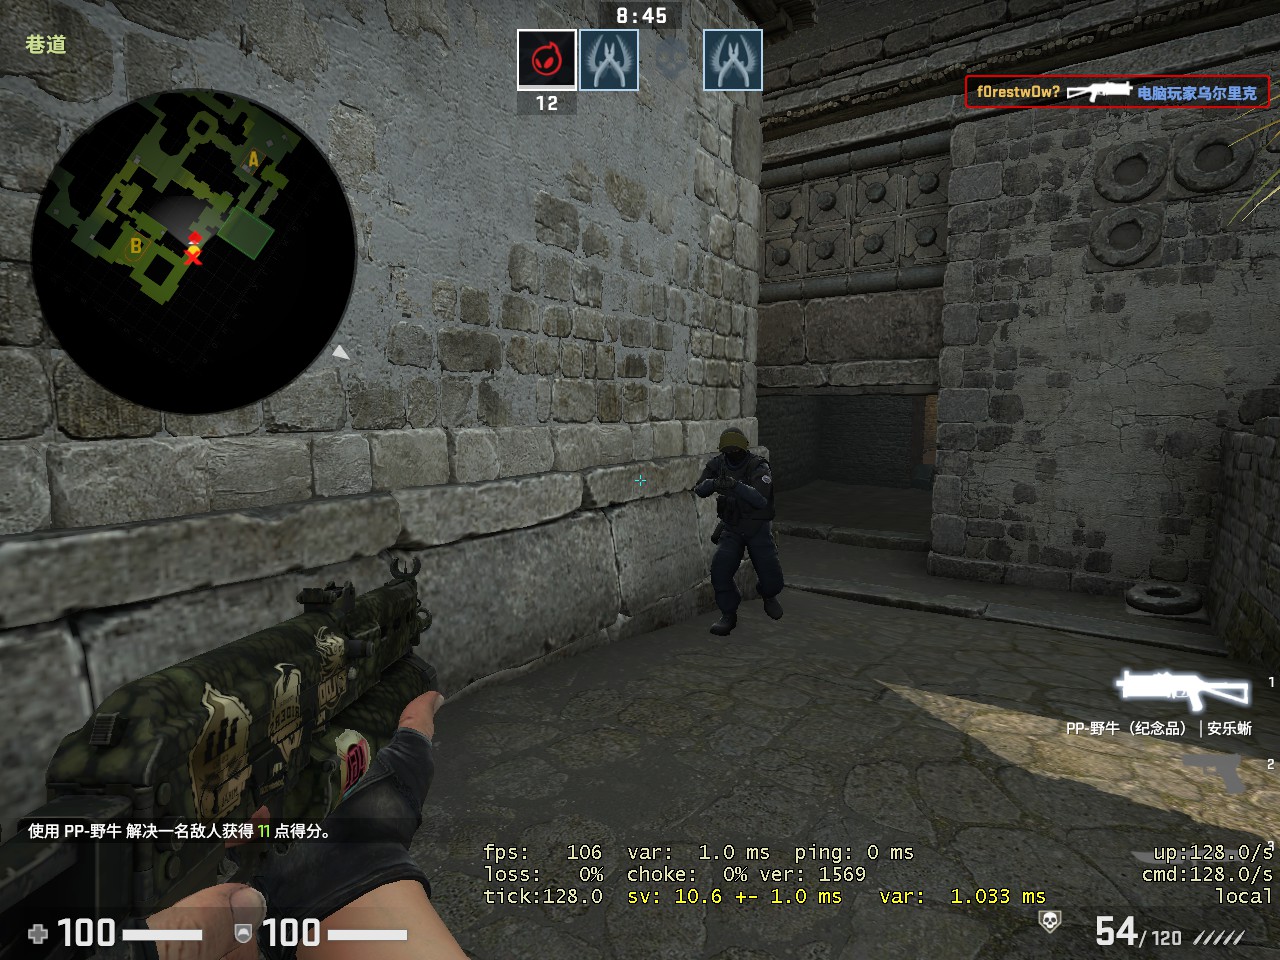 8:45
巷道
12
f0restw0w? 电脑玩家乌尔里克
A
B
1
PP-野牛（纪念品） | 安乐蜥
2
使用 PP-野牛 解决一名敌人获得 11 点得分。
3
fps: 106 var: 1.0 ms ping: 0 ms
up:128.0/s
loss: 0% choke: 0% ver: 1569
cmd:128.0/s
tick:128.0 sv: 10.6 +- 1.0 ms var: 1.033 ms
local
100
100
54/ 120